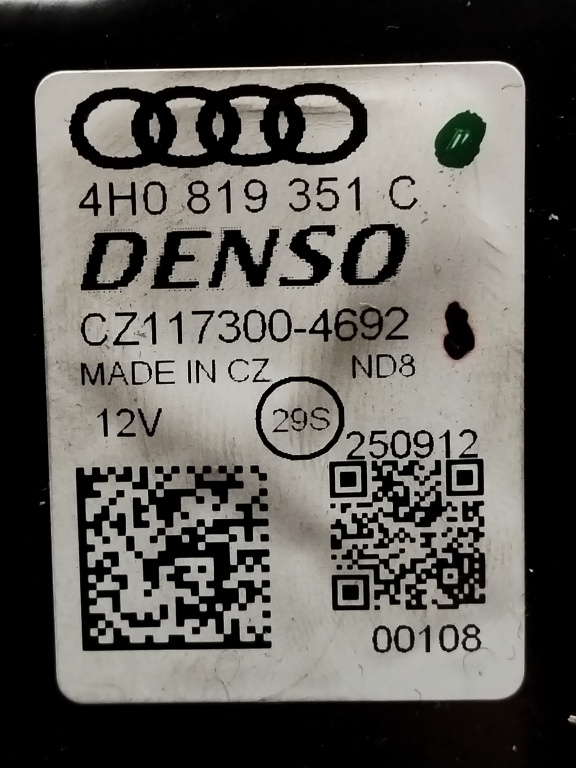 4H0 819 351 C
DENSO
CZ117300-4692
MADE IN CZ ND8
12V 29S
250912
00108